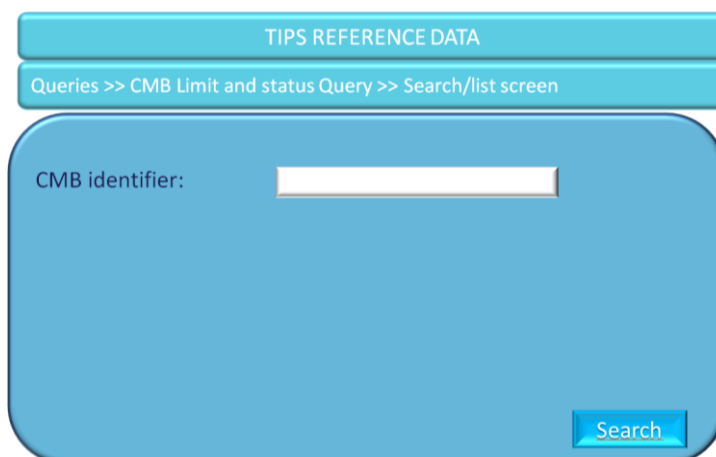 TIPS REFERENCE DATA
Queries >> CMB Limit and status Query >> Search/list screen
CMB identifier:
Search